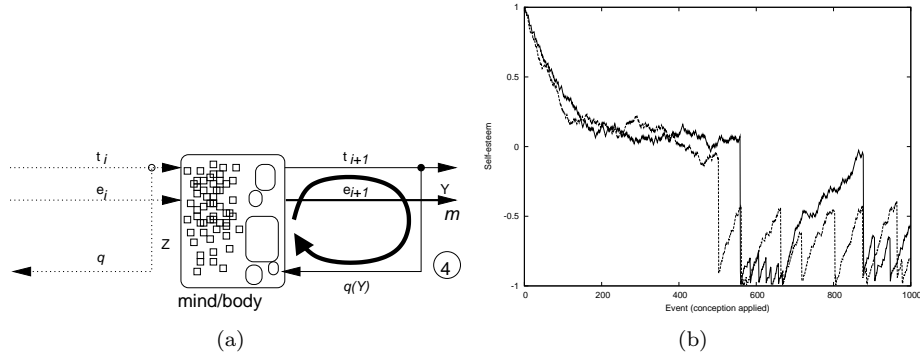 t i
t i+1
e i
e i+1
Y
m
Z
q
q(Y)
4
mind/body
(a)
1
0.5
0
-0.5
-1
Self-esteem
0
200
400
600
800
1000
Event (conception applied)
(b)